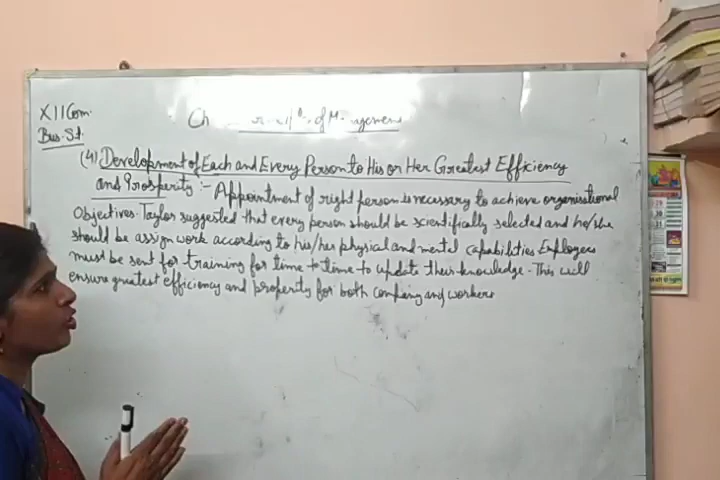 XII Com.
Bus. St.
Ch of M
(4) Development of Each and Every Person to His or Her Greatest Efficiency
and Prosperity :- Appointment of right person is necessary to achieve organisational
Objectives. Taylor suggested that every person should be scientifically selected and he/she
should be assign work according to his/her physical and mental capabilities Employees
must be sent for training for time to time to update their knowledge. This will
ensure greatest efficiency and properity for both company and workers